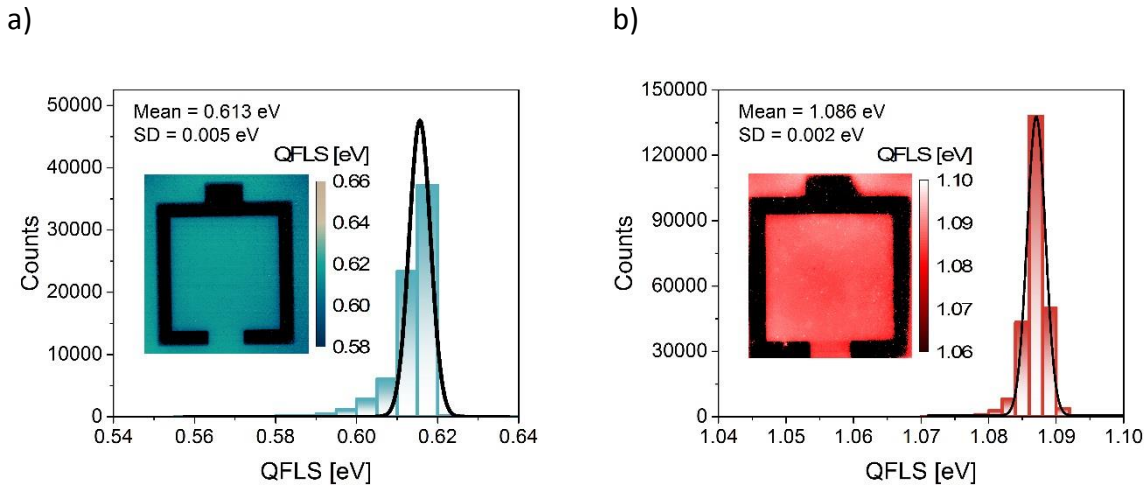 a)
50000
40000
30000
20000
10000
0
Counts
Mean = 0.613 eV
SD = 0.005 eV
QFLS [eV]
0.66
0.64
0.62
0.60
0.58
0.54
0.56
0.58
0.60
0.62
0.64
QFLS [eV]
b)
150000
120000
90000
60000
30000
0
Counts
Mean = 1.086 eV
SD = 0.002 eV
QFLS [eV]
1.10
1.09
1.08
1.07
1.06
1.04
1.05
1.06
1.07
1.08
1.09
1.10
QFLS [eV]